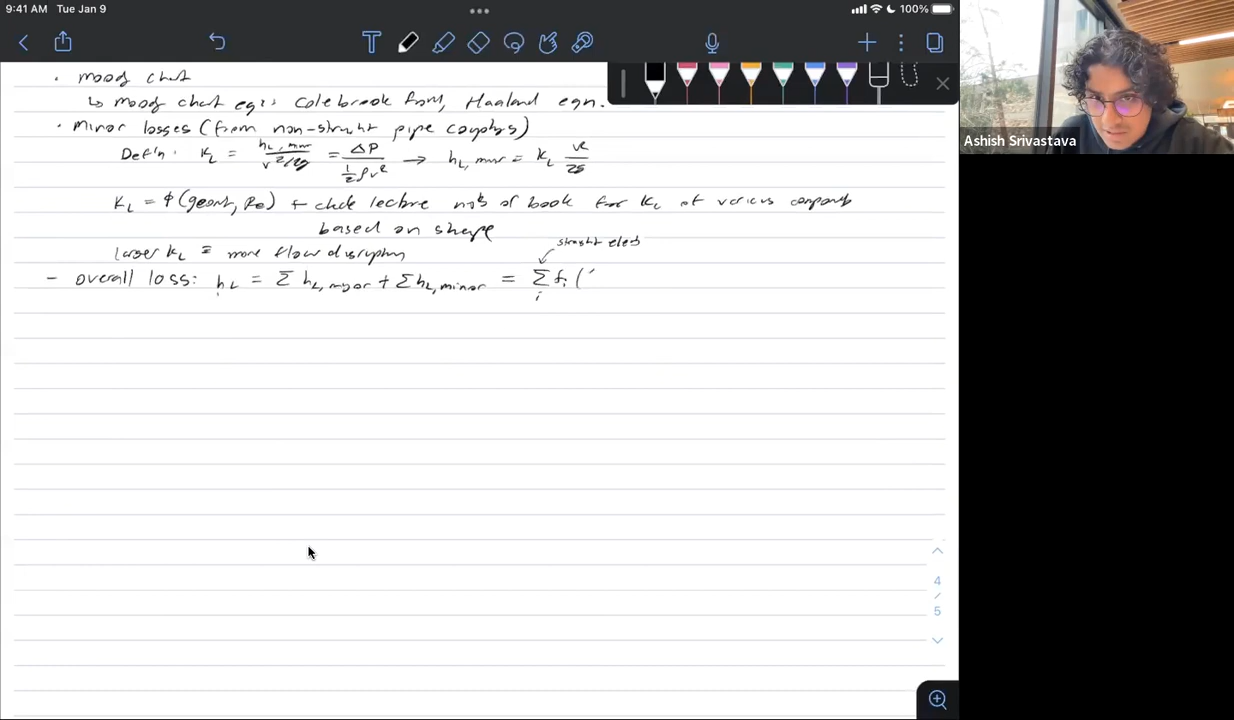 9:41 AM Tue Jan 9
100%
Ashish Srivastava
• moody chart
↳ moody chart eqs: Colebrook form, Haaland eqn.
• Minor losses (from non-straight pipe couplings)
Def'n: K_L = h_L,minor / (v²/2g) = ΔP / (½ρv²) → h_L,minor = K_L v²/2g
K_L = φ(geom, Re) + check lecture nots or book for K_L of various components
based on shape
larger K_L = more flow disruption
straight
- overall loss: h_L = Σ h_L,major + Σ h_L,minor = Σ_i f_i (
4
/
5